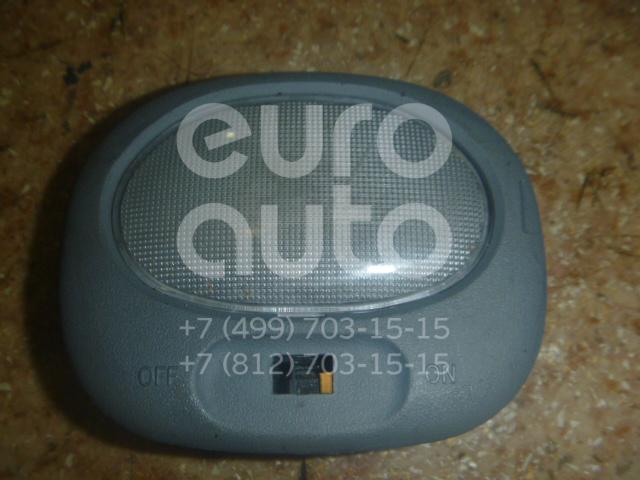 euro
auto
+7 (499) 703-15-15
+7 (812) 703-15-15
OFF ON